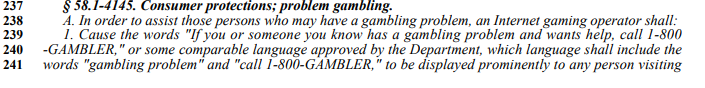 237 § 58.1-4145. Consumer protections; problem gambling.
238 A. In order to assist those persons who may have a gambling problem, an Internet gaming operator shall:
239 1. Cause the words "If you or someone you know has a gambling problem and wants help, call 1-800
240 -GAMBLER," or some comparable language approved by the Department, which language shall include the
241 words "gambling problem" and "call 1-800-GAMBLER," to be displayed prominently to any person visiting